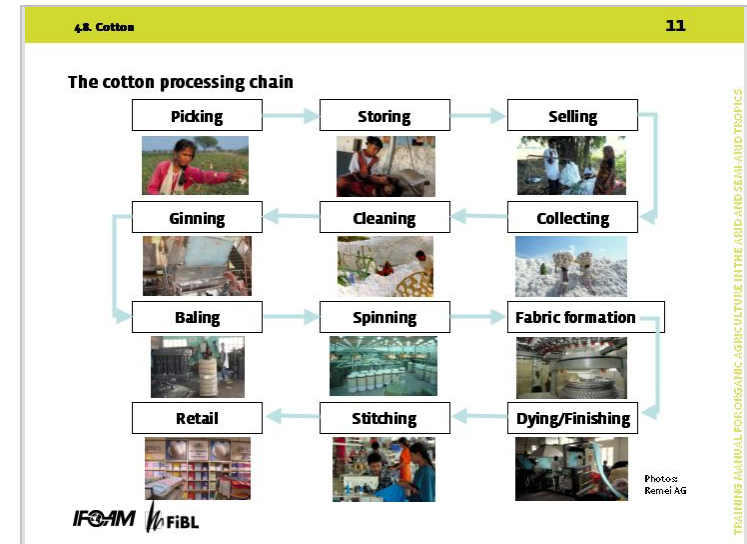 4.8. Cotton
11
The cotton processing chain
Picking
Storing
Selling
Ginning
Cleaning
Collecting
Baling
Spinning
Fabric formation
Retail
Stitching
Dying/Finishing
Photos:
Remei AG
IFOAM
FiBL
TRAINING MANUAL FOR ORGANIC AGRICULTURE IN THE ARID AND SEMI-ARID TROPICS